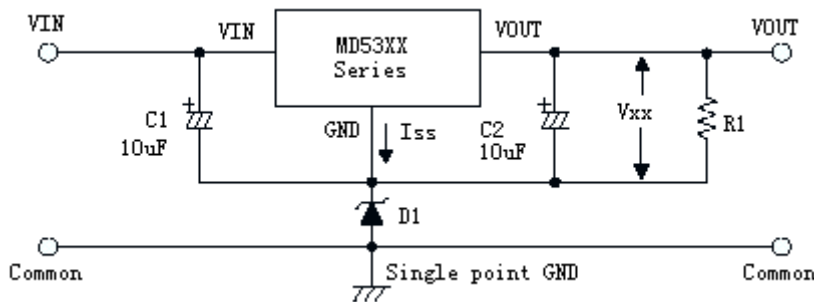 VIN
VIN
MD53XX
Series
VOUT
VOUT
C1
10uF
GND
Iss
C2
10uF
Vxx
R1
D1
Common
Single point GND
Common